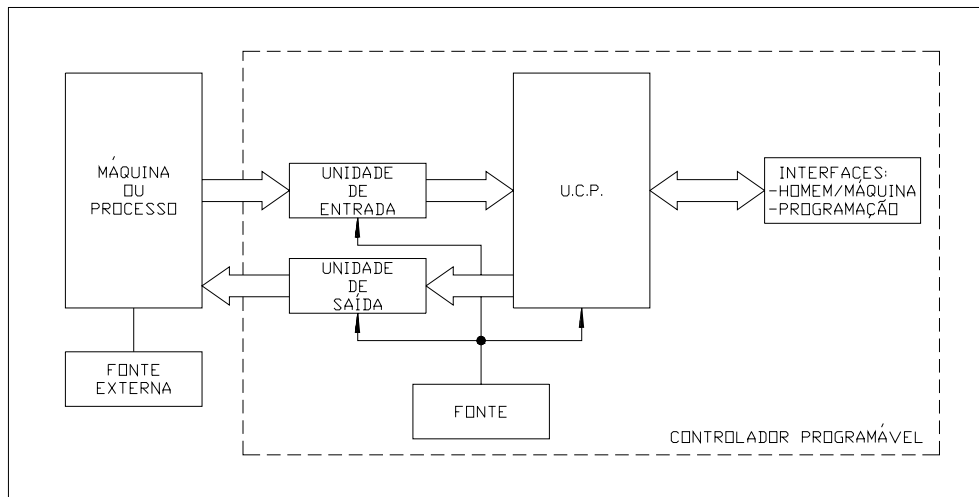 MÁQUINA
OU
PROCESSO
UNIDADE
DE
ENTRADA
U.C.P.
INTERFACES:
-HOMEM/MÁQUINA
-PROGRAMAÇÃO
UNIDADE
DE
SAÍDA
FONTE
EXTERNA
FONTE
CONTROLADOR PROGRAMÁVEL